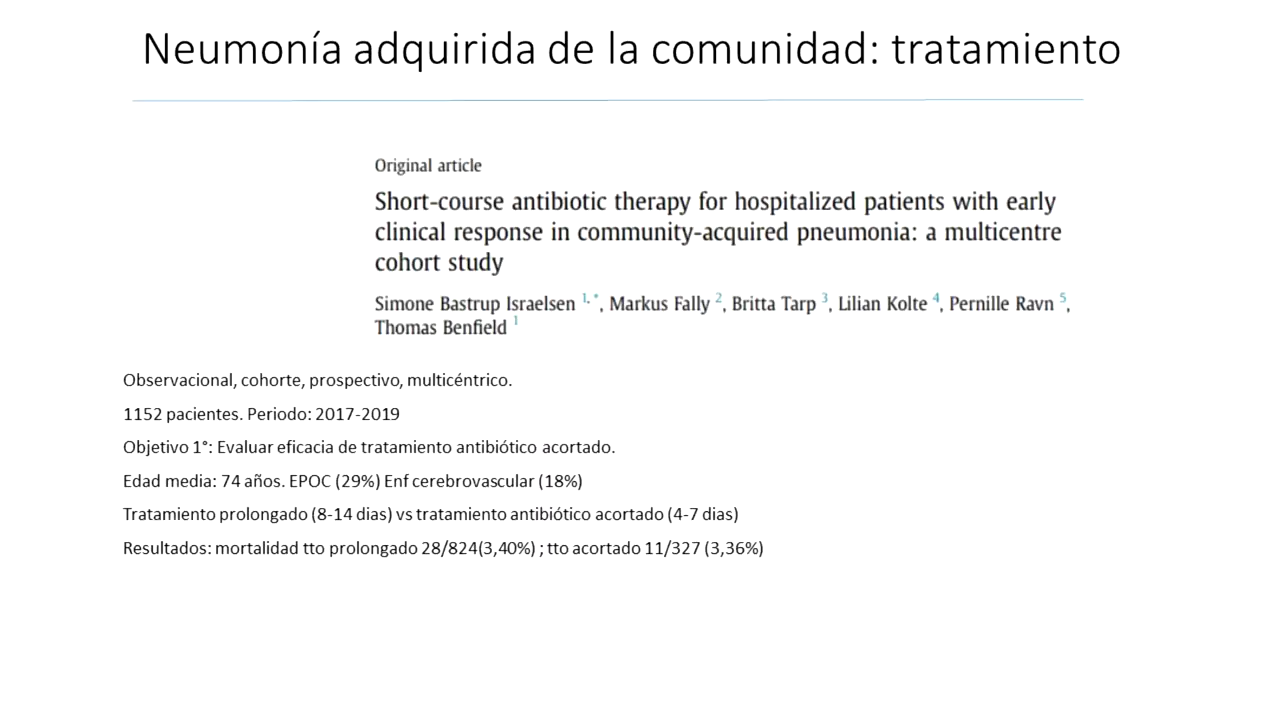 Neumonía adquirida de la comunidad: tratamiento
Original article
Short-course antibiotic therapy for hospitalized patients with early
clinical response in community-acquired pneumonia: a multicentre
cohort study
Simone Bastrup Israelsen 1, *, Markus Fally 2, Britta Tarp 3, Lilian Kolte 4, Pernille Ravn 5,
Thomas Benfield 1
Observacional, cohorte, prospectivo, multicéntrico.
1152 pacientes. Periodo: 2017-2019
Objetivo 1°: Evaluar eficacia de tratamiento antibiótico acortado.
Edad media: 74 años. EPOC (29%) Enf cerebrovascular (18%)
Tratamiento prolongado (8-14 dias) vs tratamiento antibiótico acortado (4-7 dias)
Resultados: mortalidad tto prolongado 28/824(3,40%) ; tto acortado 11/327 (3,36%)